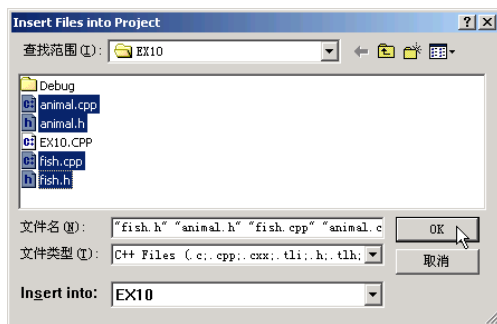 Insert Files into Project
查找范围(I): EX10
Debug
animal.cpp
animal.h
EX10.CPP
fish.cpp
fish.h
文件名(N): "fish.h" "animal.h" "fish.cpp" "animal.c
OK
文件类型(T): C++ Files (.c;.cpp;.cxx;.tli;.h;.tlh;
取消
Insert into: EX10